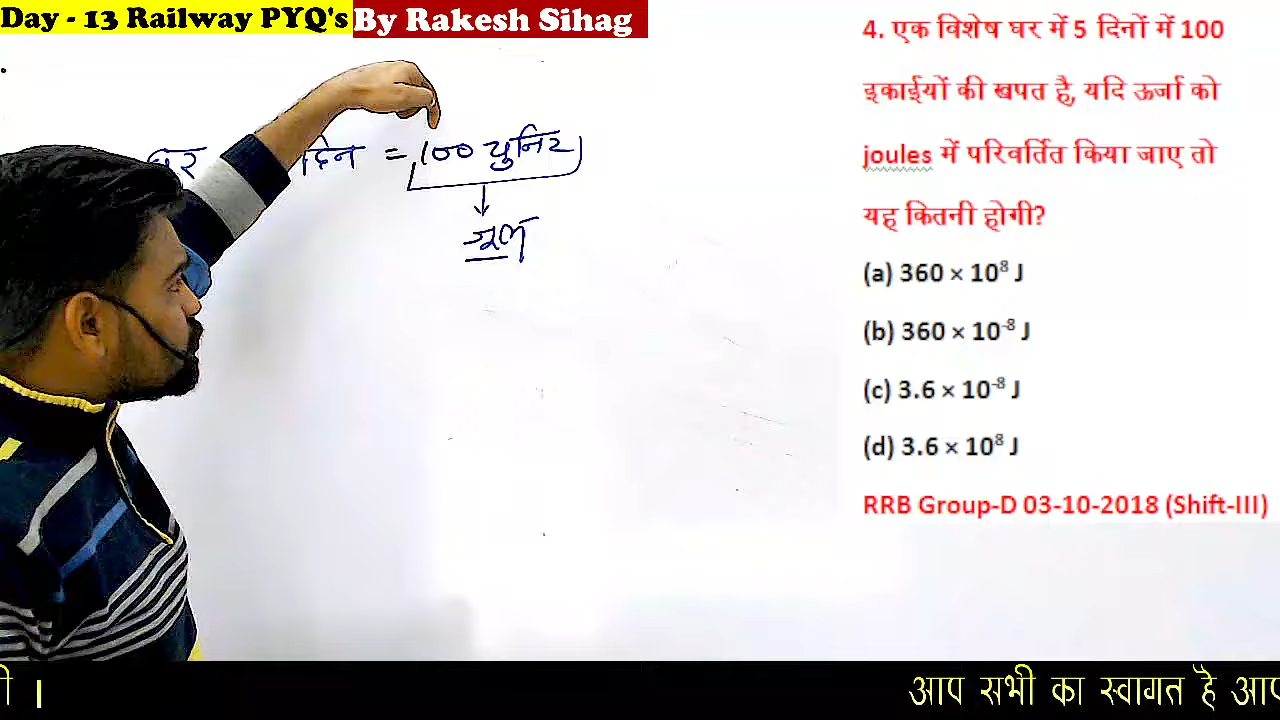 Day - 13 Railway PYQ's By Rakesh Sihag
4. एक विशेष घर में 5 दिनों में 100
इकाईयों की खपत है, यदि ऊर्जा को
joules में परिवर्तित किया जाए तो
यह कितनी होगी?
(a) 360 × 10⁸ J
(b) 360 × 10⁻⁸ J
(c) 3.6 × 10⁻⁸ J
(d) 3.6 × 10⁸ J
RRB Group-D 03-10-2018 (Shift-III)
घर दिन = 100 युनिट
जूल
ी । आप सभी का स्वागत है आप